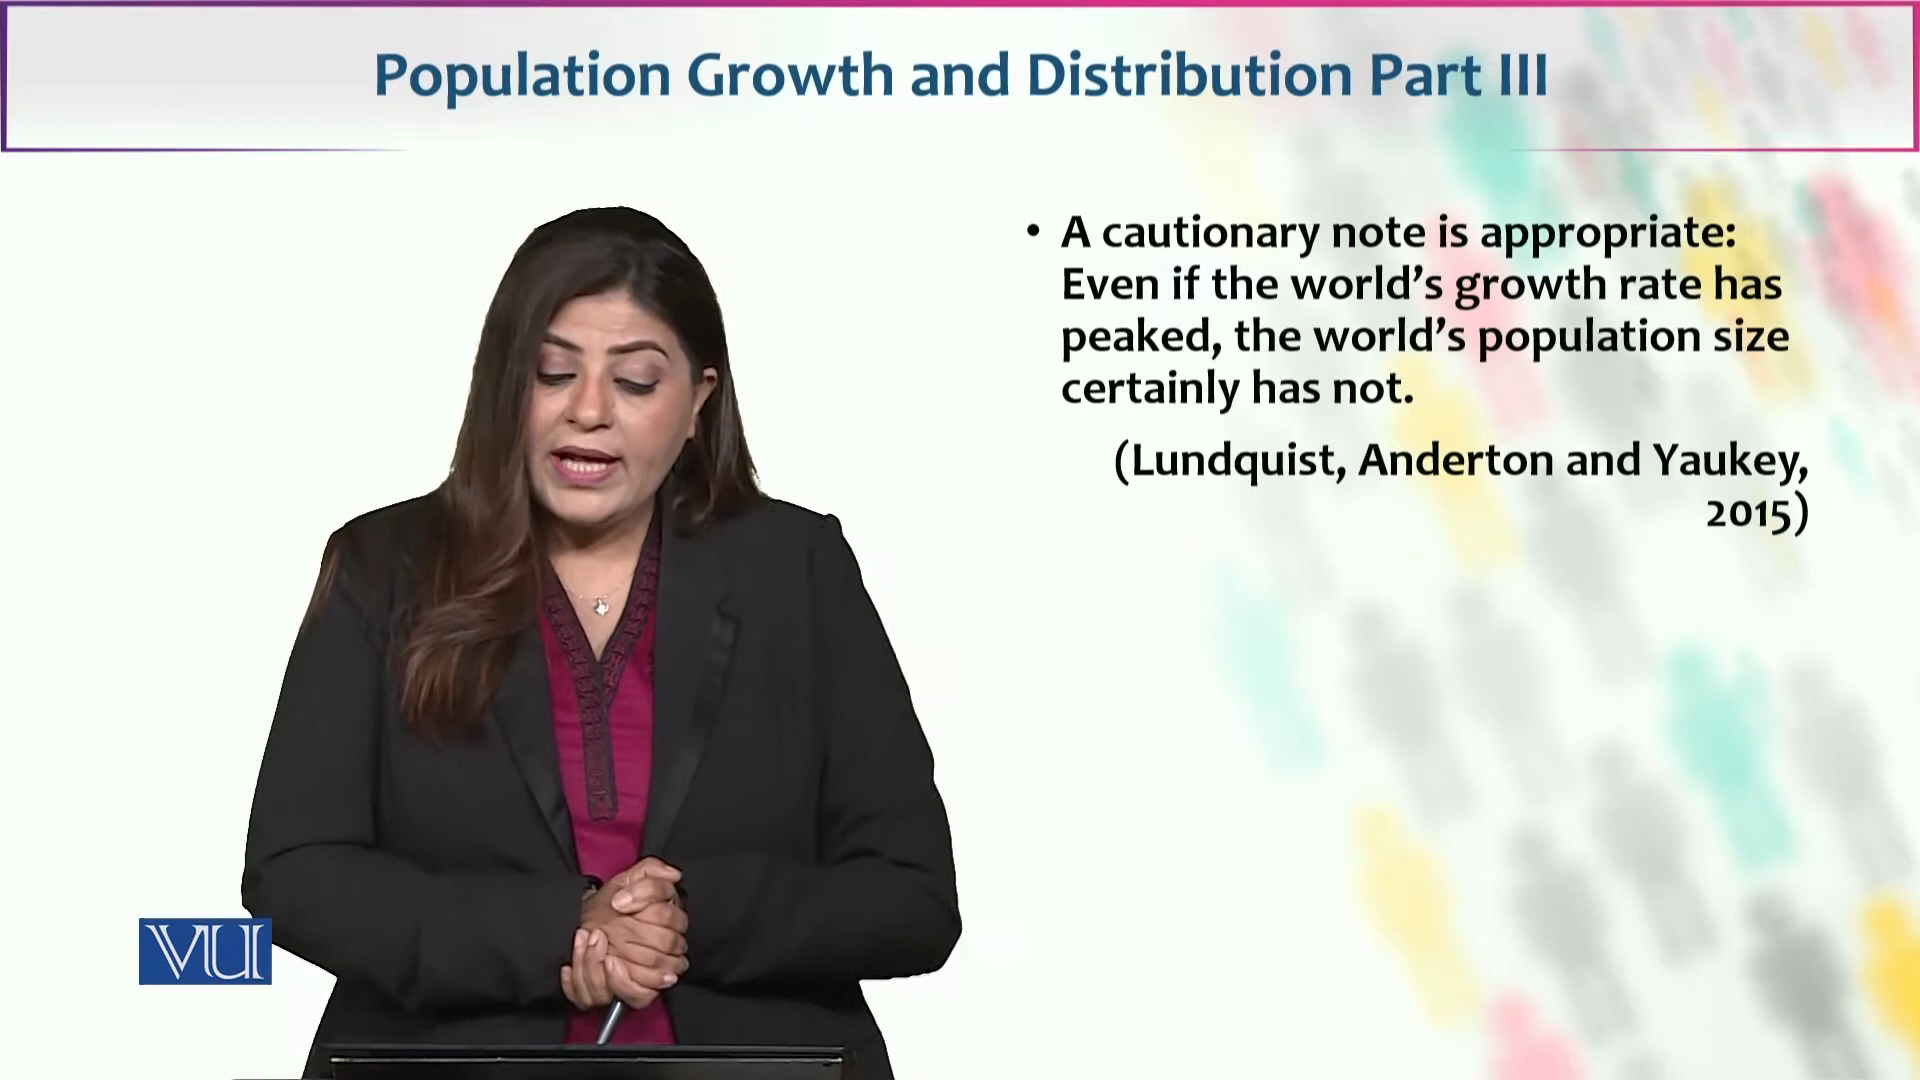 Population Growth and Distribution Part III
• A cautionary note is appropriate:
Even if the world’s growth rate has
peaked, the world’s population size
certainly has not.
(Lundquist, Anderton and Yaukey,
2015)
VU